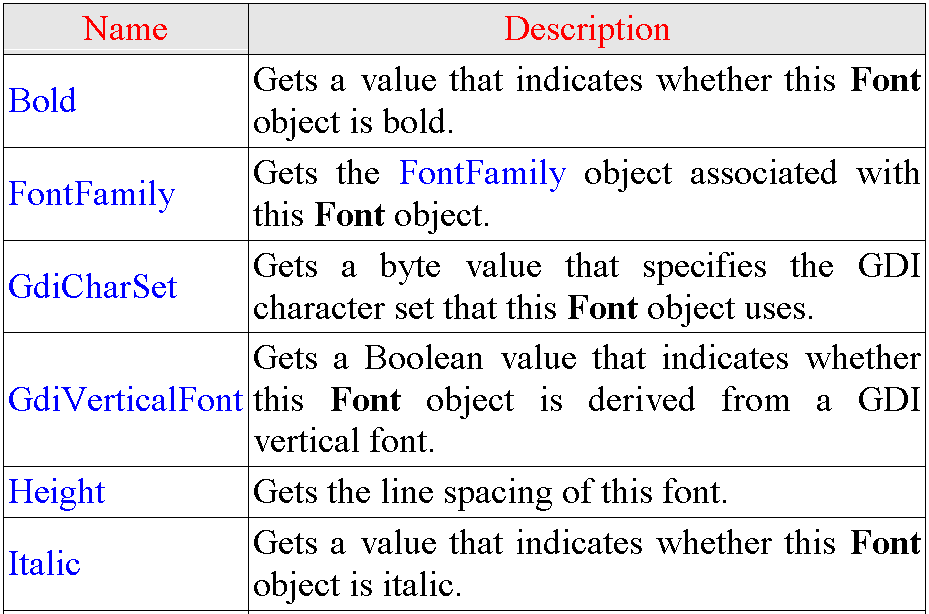 Name Description
Bold
Gets a value that indicates whether this Font
object is bold.
FontFamily
Gets the FontFamily object associated with
this Font object.
GdiCharSet
Gets a byte value that specifies the GDI
character set that this Font object uses.
GdiVerticalFont
Gets a Boolean value that indicates whether
this Font object is derived from a GDI
vertical font.
Height Gets the line spacing of this font.
Italic
Gets a value that indicates whether this Font
object is italic.